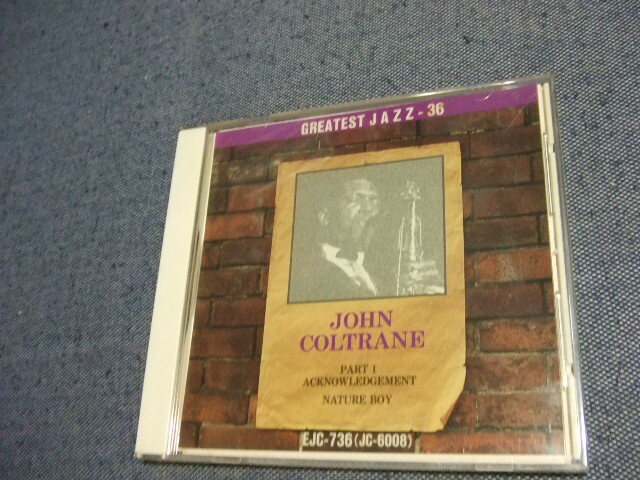 GREATEST JAZZ - 36
JOHN
COLTRANE
PART 1
ACKNOWLEDGEMENT
NATURE BOY
EJC-736 (JC-6008)